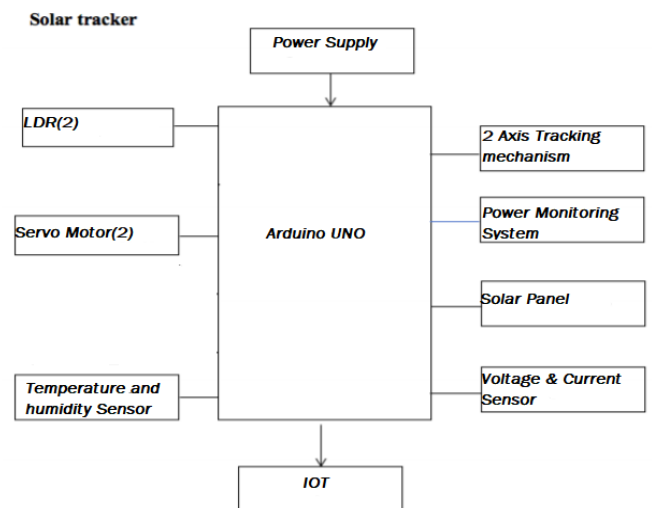 Solar tracker
Power Supply
LDR(2)
2 Axis Tracking
mechanism
Servo Motor(2)
Arduino UNO
Power Monitoring
System
Solar Panel
Temperature and
humidity Sensor
Voltage & Current
Sensor
IOT